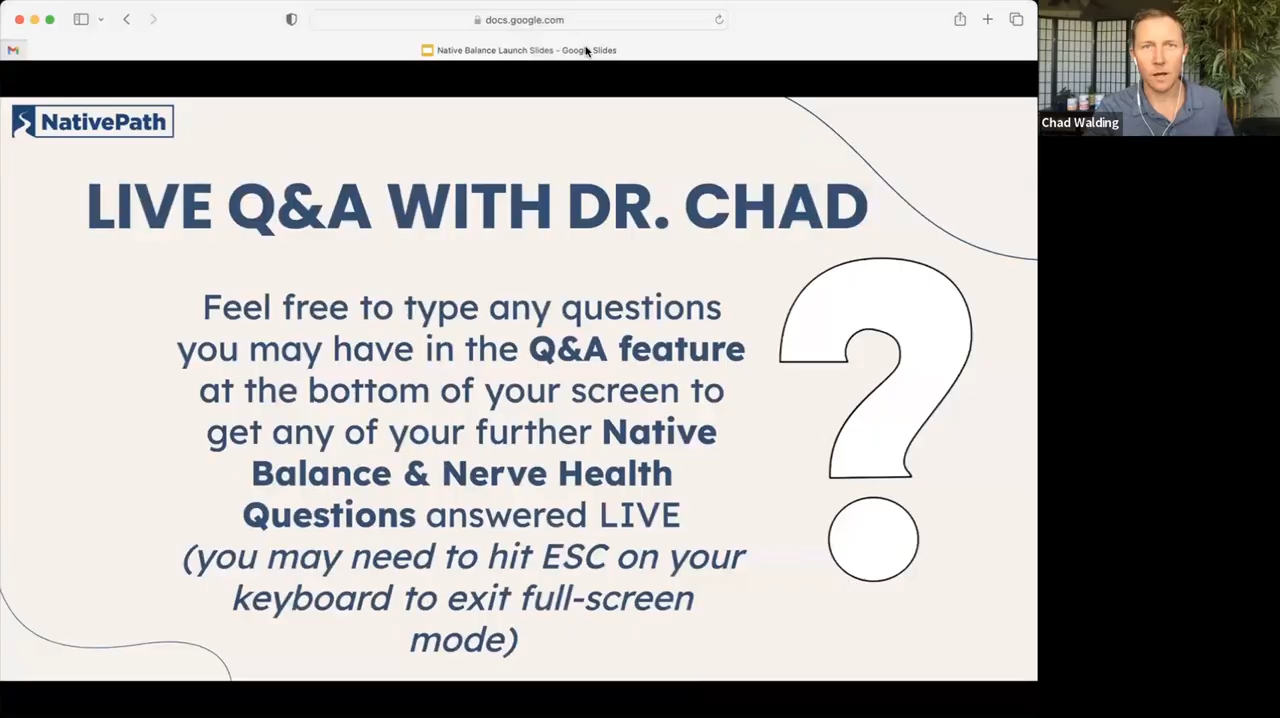 docs.google.com
Native Balance Launch Slides - Google Slides
Chad Walding
NativePath
LIVE Q&A WITH DR. CHAD
Feel free to type any questions
you may have in the Q&A feature
at the bottom of your screen to
get any of your further Native
Balance & Nerve Health
Questions answered LIVE
(you may need to hit ESC on your
keyboard to exit full-screen
mode)
?